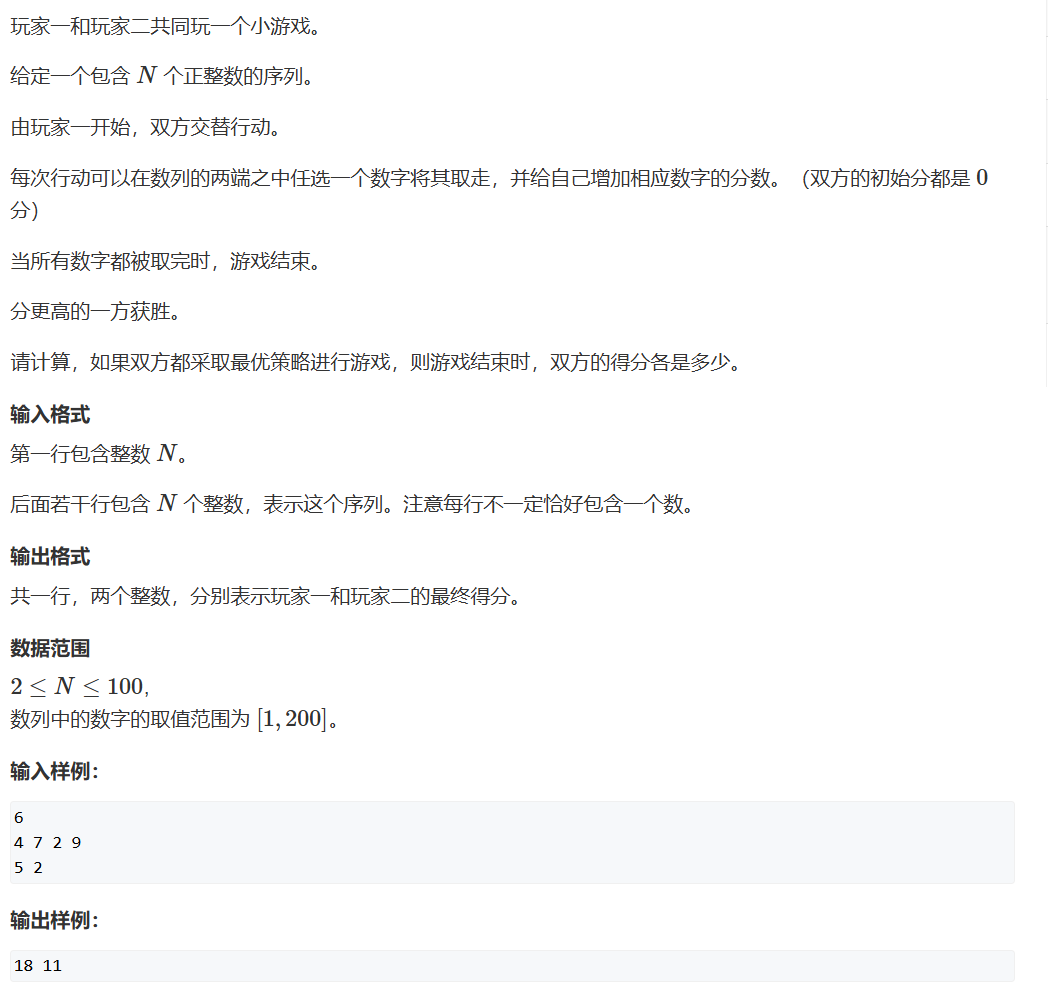 玩家一和玩家二共同玩一个小游戏。
给定一个包含 N 个正整数的序列。
由玩家一开始，双方交替行动。
每次行动可以在数列的两端之中任选一个数字将其取走，并给自己增加相应数字的分数。（双方的初始分都是 0
分）
当所有数字都被取完时，游戏结束。
分更高的一方获胜。
请计算，如果双方都采取最优策略进行游戏，则游戏结束时，双方的得分各是多少。
输入格式
第一行包含整数 N。
后面若干行包含 N 个整数，表示这个序列。注意每行不一定恰好包含一个数。
输出格式
共一行，两个整数，分别表示玩家一和玩家二的最终得分。
数据范围
2 ≤ N ≤ 100,
数列中的数字的取值范围为 [1, 200]。
输入样例：
6
4 7 2 9
5 2
输出样例：
18 11